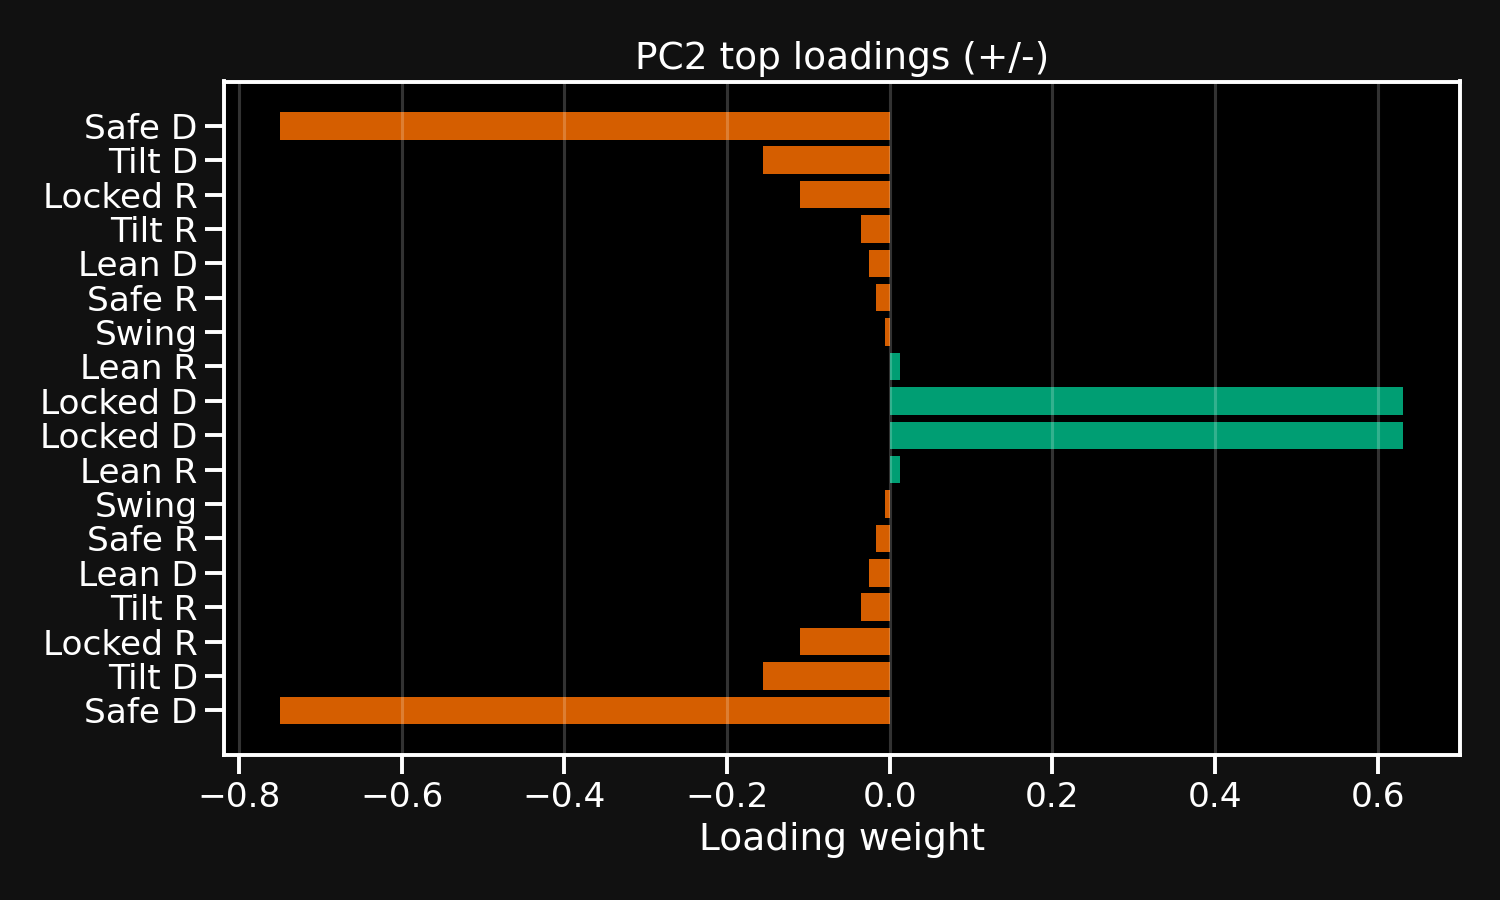 PC2 top loadings (+/-)
Safe D
Tilt D
Locked R
Tilt R
Lean D
Safe R
Swing
Lean R
Locked D
Locked D
Lean R
Swing
Safe R
Lean D
Tilt R
Locked R
Tilt D
Safe D
−0.8 −0.6 −0.4 −0.2 0.0 0.2 0.4 0.6
Loading weight